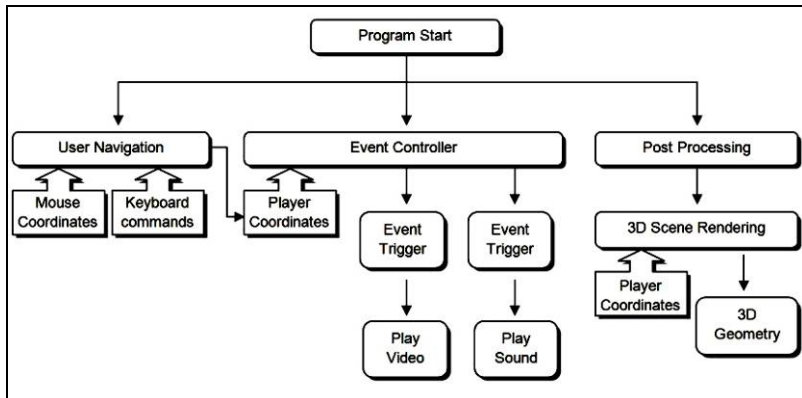 Program Start
User Navigation
Event Controller
Post Processing
Mouse
Coordinates
Keyboard
commands
Player
Coordinates
Event
Trigger
Event
Trigger
3D Scene Rendering
Player
Coordinates
3D
Geometry
Play
Video
Play
Sound